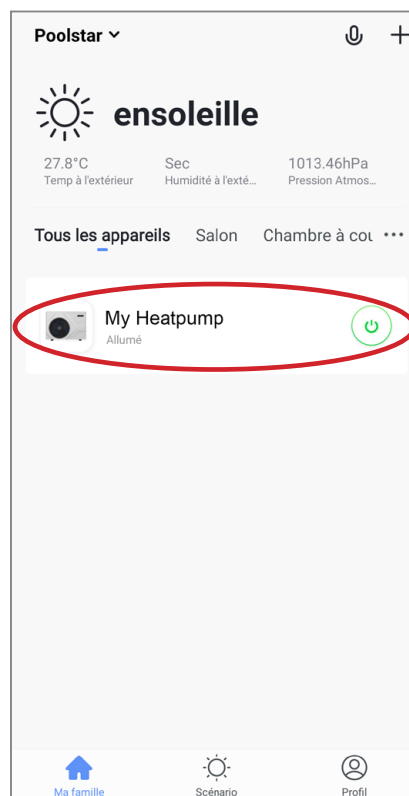 Poolstar
ensoleille
27.8°C Sec 1013.46hPa
Temp à l'extérieur Humidité à l'exté... Pression Atmos...
Tous les appareils Salon Chambre à cou
My Heatpump
Allumé
Ma famille Scénario Profil